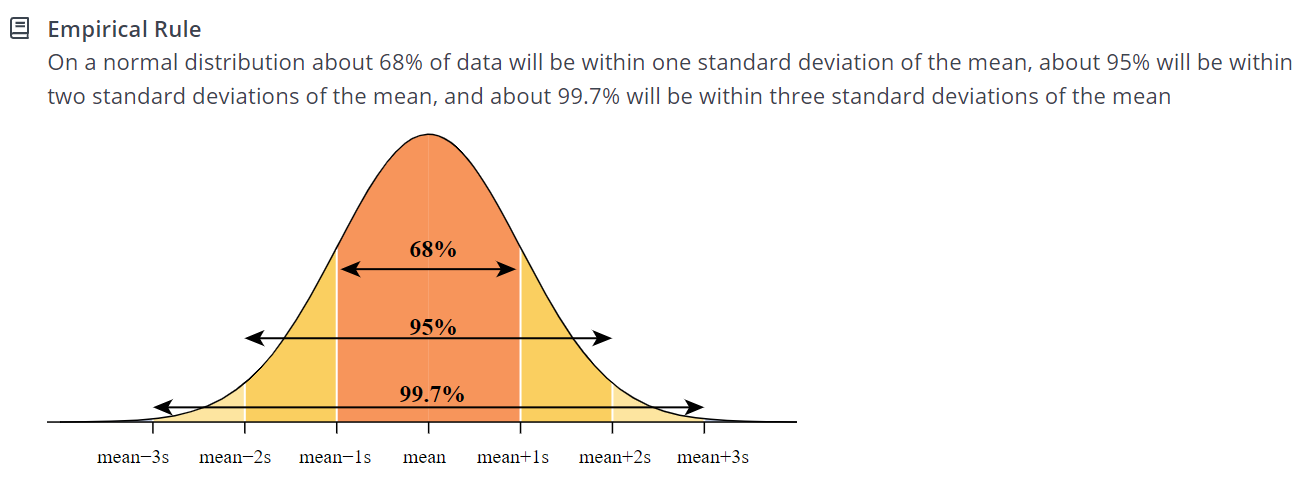 Empirical Rule
On a normal distribution about 68% of data will be within one standard deviation of the mean, about 95% will be within
two standard deviations of the mean, and about 99.7% will be within three standard deviations of the mean
68%
95%
99.7%
mean−3s mean−2s mean−1s mean mean+1s mean+2s mean+3s